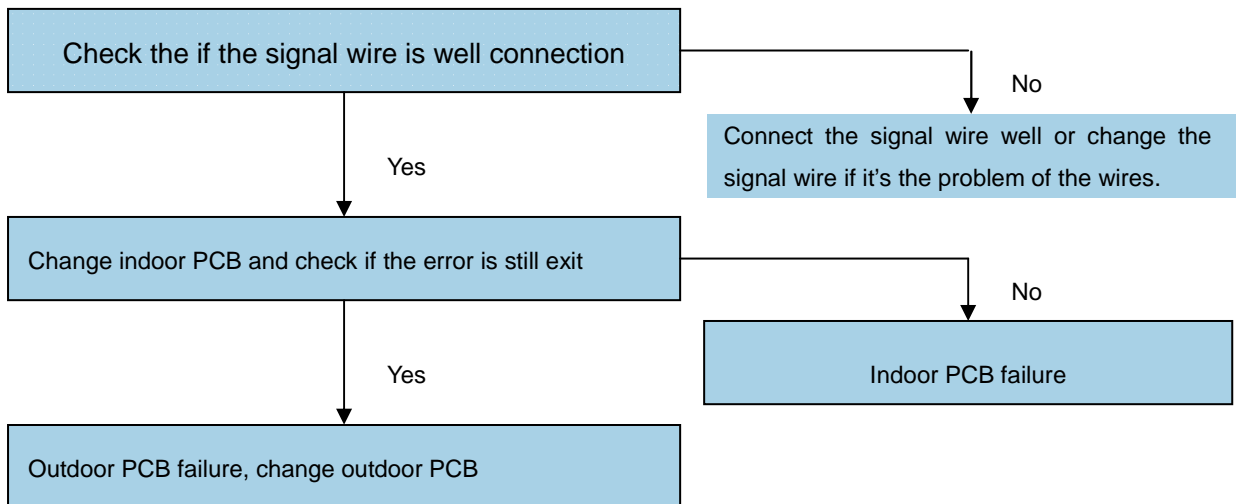 Check the if the signal wire is well connection
No
Connect the signal wire well or change the
signal wire if it's the problem of the wires.
Yes
Change indoor PCB and check if the error is still exit
No
Indoor PCB failure
Yes
Outdoor PCB failure, change outdoor PCB